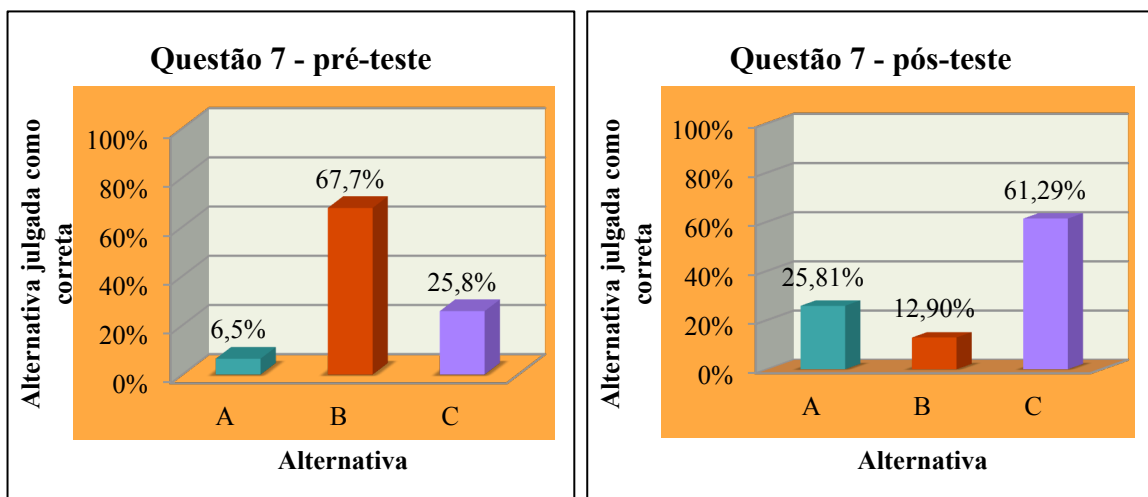 Questão 7 - pré-teste
Alternativa julgada como
correta
100%
80%
60%
40%
20%
0%
6,5%
67,7%
25,8%
A
B
C
Alternativa
Questão 7 - pós-teste
Alternativa julgada como
correta
100%
80%
60%
40%
20%
0%
25,81%
12,90%
61,29%
A
B
C
Alternativa